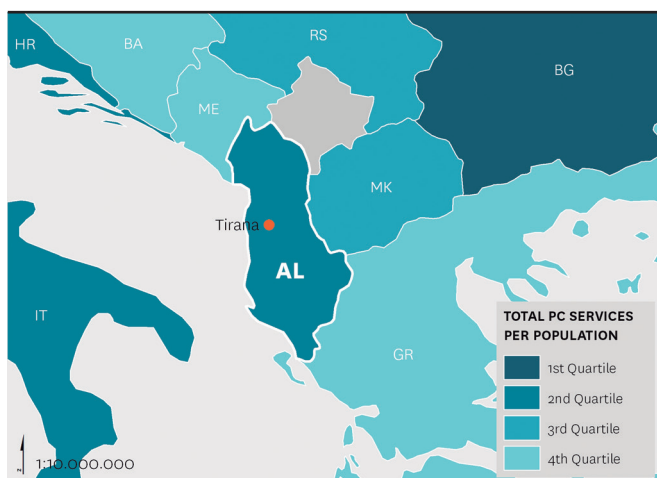 HR
BA
RS
BG
ME
MK
Tirana
AL
IT
GR
TOTAL PC SERVICES
PER POPULATION
1st Quartile
2nd Quartile
3rd Quartile
4th Quartile
1:10.000.000